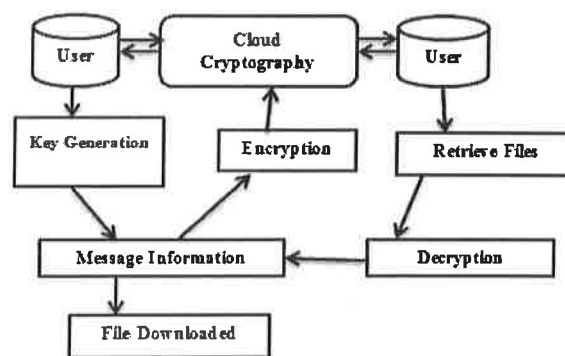 User
Cloud
Cryptography
User
Key Generation
Encryption
Retrieve Files
Message Information
Decryption
File Downloaded